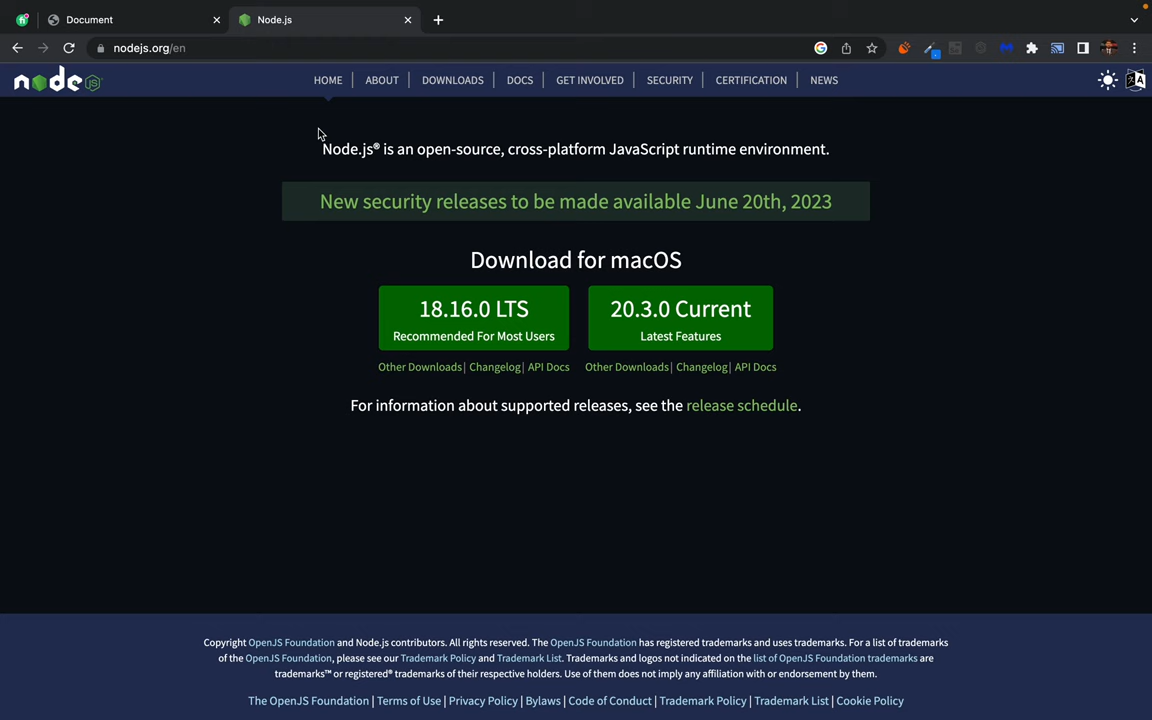 Document
Node.js
nodejs.org/en
node JS
HOME | ABOUT | DOWNLOADS | DOCS | GET INVOLVED | SECURITY | CERTIFICATION | NEWS
Node.js® is an open-source, cross-platform JavaScript runtime environment.
New security releases to be made available June 20th, 2023
Download for macOS
18.16.0 LTS
Recommended For Most Users
20.3.0 Current
Latest Features
Other Downloads | Changelog | API Docs
Other Downloads | Changelog | API Docs
For information about supported releases, see the release schedule.
Copyright OpenJS Foundation and Node.js contributors. All rights reserved. The OpenJS Foundation has registered trademarks and uses trademarks. For a list of trademarks
of the OpenJS Foundation, please see our Trademark Policy and Trademark List. Trademarks and logos not indicated on the list of OpenJS Foundation trademarks are
trademarks™ or registered® trademarks of their respective holders. Use of them does not imply any affiliation with or endorsement by them.
The OpenJS Foundation | Terms of Use | Privacy Policy | Bylaws | Code of Conduct | Trademark Policy | Trademark List | Cookie Policy